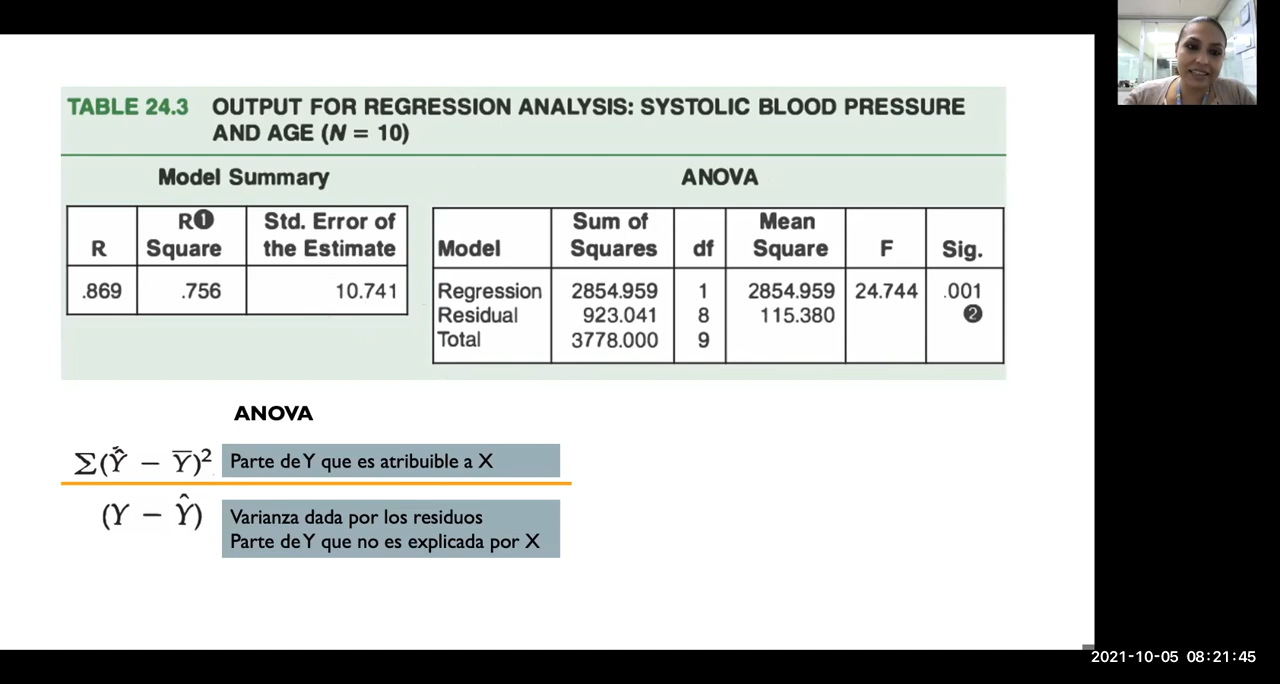 TABLE 24.3 OUTPUT FOR REGRESSION ANALYSIS: SYSTOLIC BLOOD PRESSURE
AND AGE (N = 10)
Model Summary
R R❶ Square Std. Error of the Estimate
.869 .756 10.741
ANOVA
Model Sum of Squares df Mean Square F Sig.
Regression 2854.959 1 2854.959 24.744 .001
Residual 923.041 8 115.380 ❷
Total 3778.000 9
ANOVA
Σ(Ŷ − Y̅)² Parte de Y que es atribuible a X
(Y − Ŷ) Varianza dada por los residuos
Parte de Y que no es explicada por X
2021-10-05 08:21:45